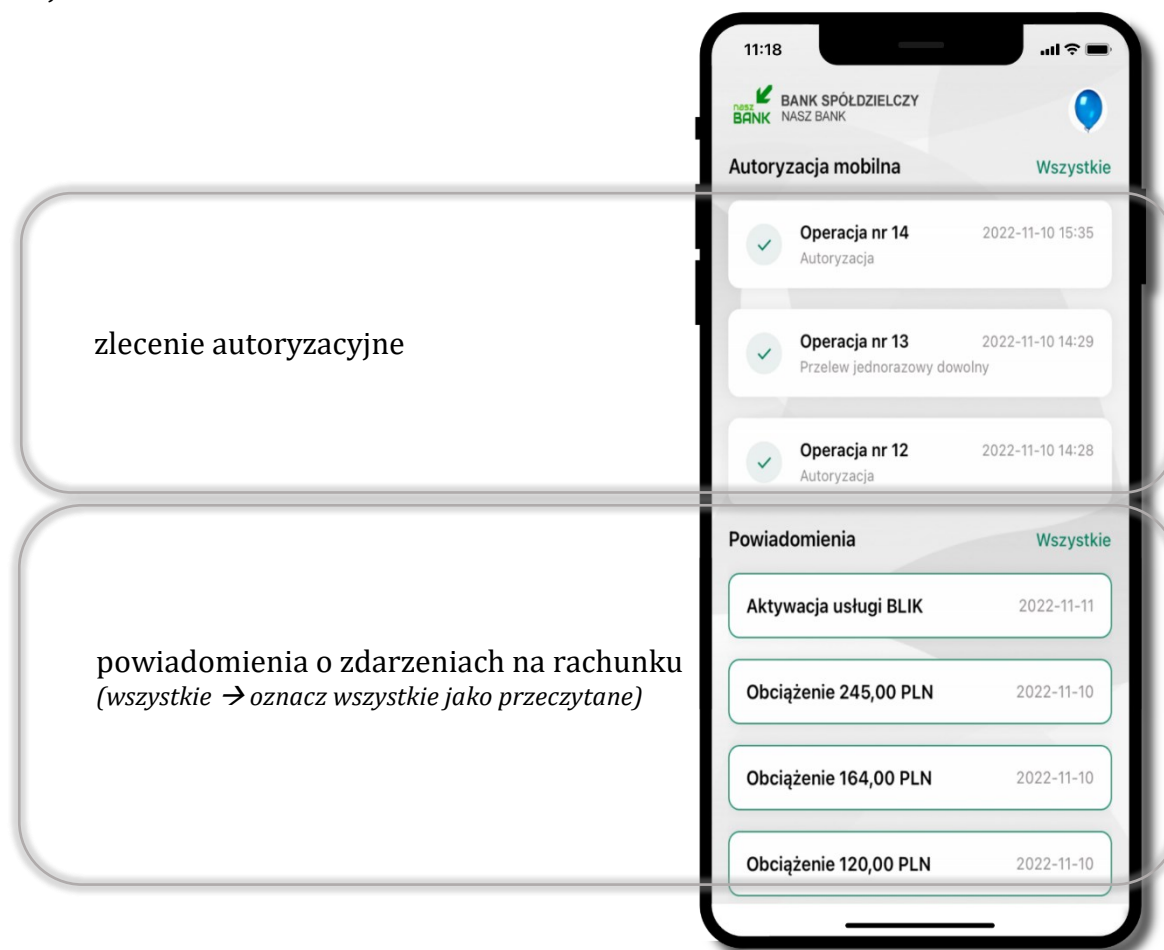 11:18
nasz
BANK
BANK SPÓŁDZIELCZY
NASZ BANK
Autoryzacja mobilna Wszystkie
Operacja nr 14 2022-11-10 15:35
Autoryzacja
zlecenie autoryzacyjne
Operacja nr 13 2022-11-10 14:29
Przelew jednorazowy dowolny
Operacja nr 12 2022-11-10 14:28
Autoryzacja
Powiadomienia Wszystkie
Aktywacja usługi BLIK 2022-11-11
powiadomienia o zdarzeniach na rachunku
(wszystkie → oznacz wszystkie jako przeczytane)
Obciążenie 245,00 PLN 2022-11-10
Obciążenie 164,00 PLN 2022-11-10
Obciążenie 120,00 PLN 2022-11-10